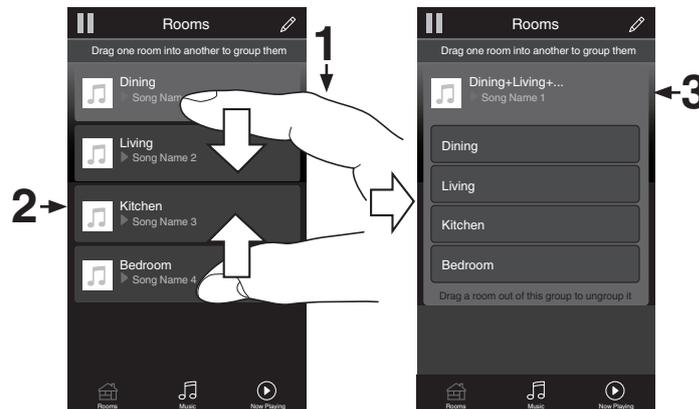 Rooms
Drag one room into another to group them
1
Dining
Song Nam
Living
Song Name 2
2
Kitchen
Song Name 3
Bedroom
Song Name 4
Rooms
Music
Now Playing
Rooms
Drag one room into another to group them
Dining+Living+...
Song Name 1
3
Dining
Living
Kitchen
Bedroom
Drag a room out of this group to ungroup it
Rooms
Music
Now Playing